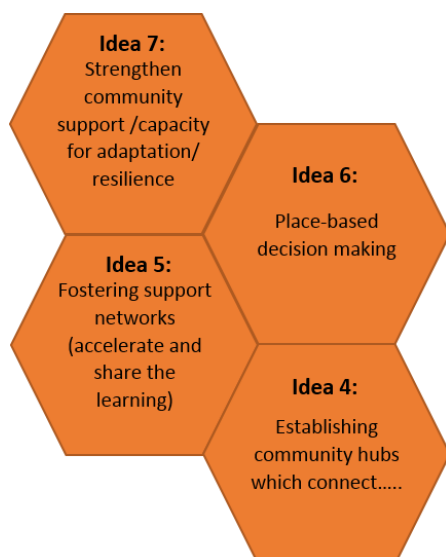 Idea 7:
Strengthen
community
support /capacity
for adaptation/
resilience
Idea 6:
Place-based
decision making
Idea 5:
Fostering support
networks
(accelerate and
share the
learning)
Idea 4:
Establishing
community hubs
which connect…..